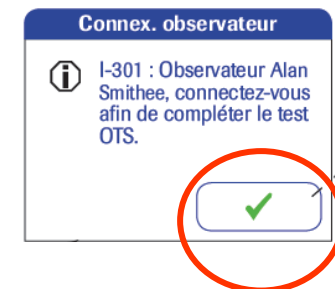 Connex. observateur
I-301 : Observateur Alan
Smithee, connectez-vous
afin de compléter le test
OTS.